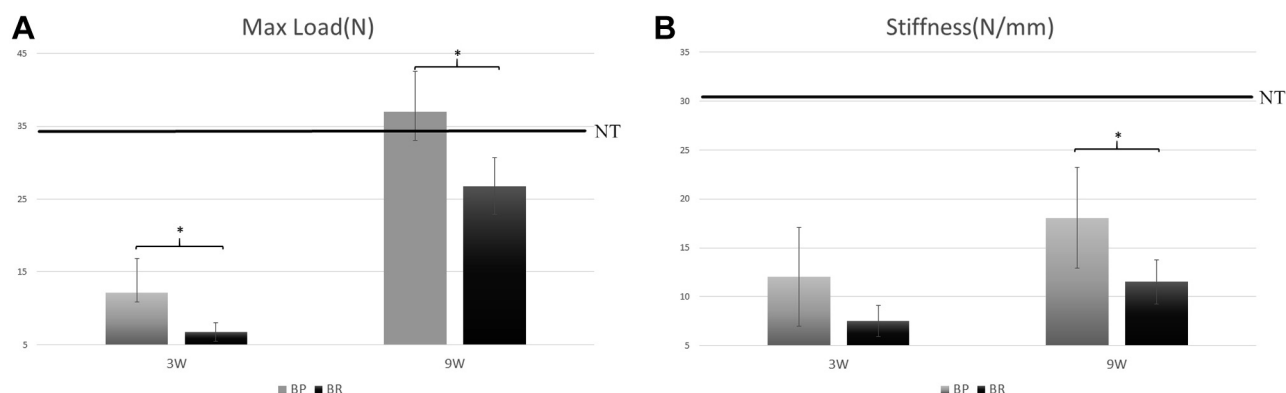 A
Max Load(N)
45
35
25
15
5
*
*
NT
3W
9W
BP BR
B
Stiffness(N/mm)
35
30
25
20
15
10
5
*
NT
3W
9W
BP BR